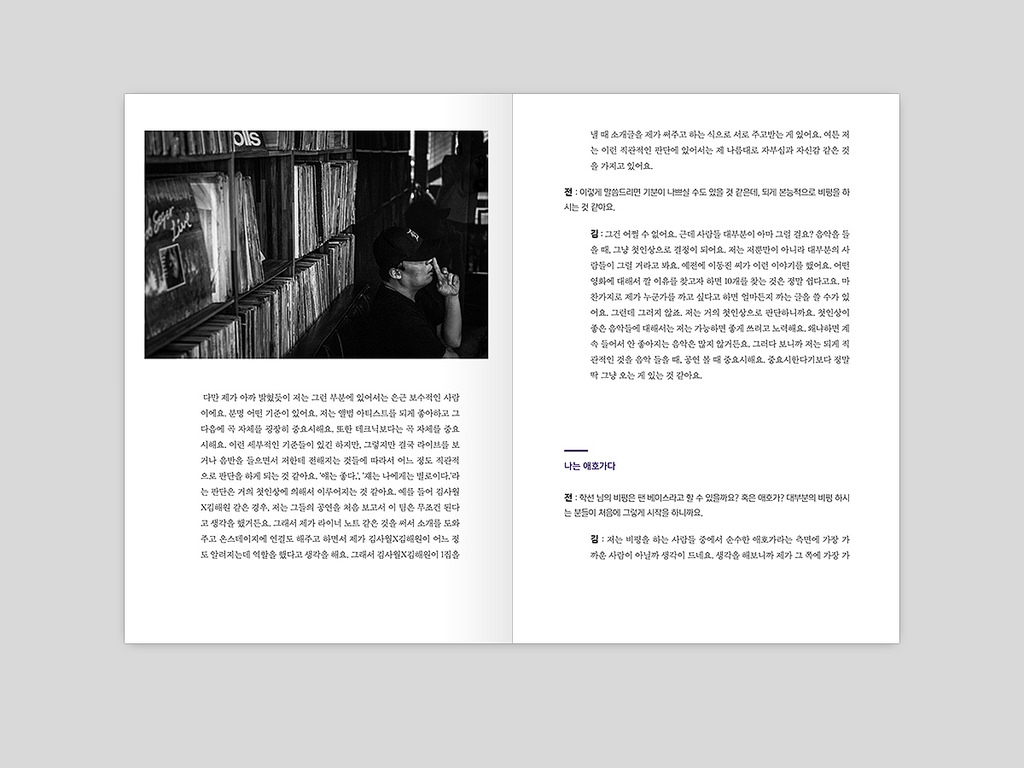 olls
Live
다만 제가 아까 밝혔듯이 저는 그런 부분에 있어서는 은근 보수적인 사람
이에요. 분명 어떤 기준이 있어요. 저는 앨범 아티스트를 되게 좋아하고 그
다음에 곡 자체를 굉장히 중요시해요. 또한 테크닉보다는 곡 자체를 중요
시해요. 이런 세부적인 기준들이 있긴 하지만, 그렇지만 결국 라이브를 보
거나 음반을 들으면서 저한테 전해지는 것들에 따라서 어느 정도 직관적
으로 판단을 하게 되는 것 같아요. '얘는 좋다.', '쟤는 나에게는 별로이다.'라
는 판단은 거의 첫인상에 의해서 이루어지는 것 같아요. 예를 들어 김사월
X김해원 같은 경우, 저는 그들의 공연을 처음 보고서 이 팀은 무조건 된다
고 생각을 했거든요. 그래서 제가 라이너 노트 같은 것을 써서 소개를 도와
주고 온스테이지에 연결도 해주고 하면서 제가 김사월X김해원이 어느 정
도 알려지는데 역할을 했다고 생각을 해요. 그래서 김사월X김해원이 1집을
낼 때 소개글을 제가 써주고 하는 식으로 서로 주고받는 게 있어요. 여튼 저
는 이런 직관적인 판단에 있어서는 제 나름대로 자부심과 자신감 같은 것
을 가지고 있어요.
전 : 이렇게 말씀드리면 기분이 나쁘실 수도 있을 것 같은데, 되게 본능적으로 비평을 하
시는 것 같아요.
김 : 그건 어쩔 수 없어요. 근데 사람들 대부분이 아마 그럴 걸요? 음악을 들
을 때, 그냥 첫인상으로 결정이 되어요. 저는 저뿐만이 아니라 대부분의 사
람들이 그럴 거라고 봐요. 예전에 이동진 씨가 이런 이야기를 했어요. 어떤
영화에 대해서 깔 이유를 찾고자 하면 10개를 찾는 것은 정말 쉽다고요. 마
찬가지로 제가 누군가를 까고 싶다고 하면 얼마든지 까는 글을 쓸 수가 있
어요. 그런데 그러지 않죠. 저는 거의 첫인상으로 판단하니까요. 첫인상이
좋은 음악들에 대해서는 저는 가능하면 좋게 쓰려고 노력해요. 왜냐하면 계
속 들어서 안 좋아지는 음악은 많지 않거든요. 그러다 보니까 저는 되게 직
관적인 것을 음악 들을 때, 공연 볼 때 중요시해요. 중요시한다기보다 정말
딱 그냥 오는 게 있는 것 같아요.
나는 애호가다
전 : 학선 님의 비평은 팬 베이스라고 할 수 있을까요? 혹은 애호가? 대부분의 비평 하시
는 분들이 처음에 그렇게 시작을 하니까요.
김 : 저는 비평을 하는 사람들 중에서 순수한 애호가라는 측면에 가장 가
까운 사람이 아닐까 생각이 드네요. 생각을 해보니까 제가 그 쪽에 가장 가